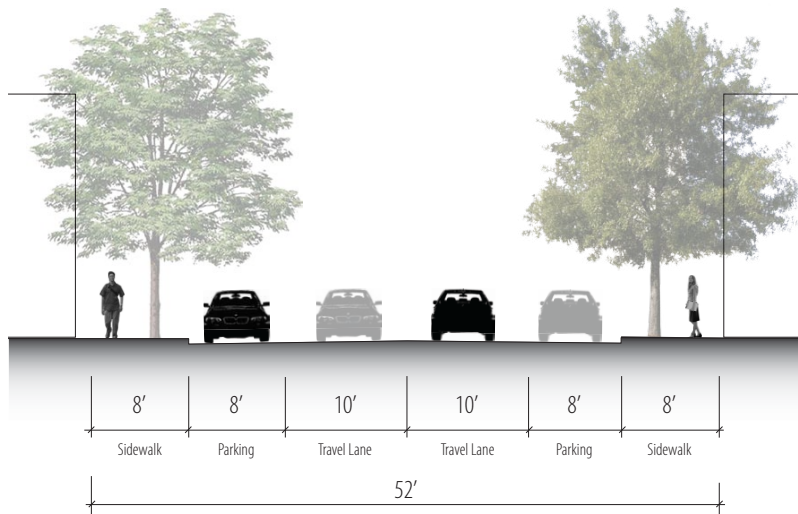 8’ 8’ 10’ 10’ 8’ 8’
Sidewalk Parking Travel Lane Travel Lane Parking Sidewalk
52’